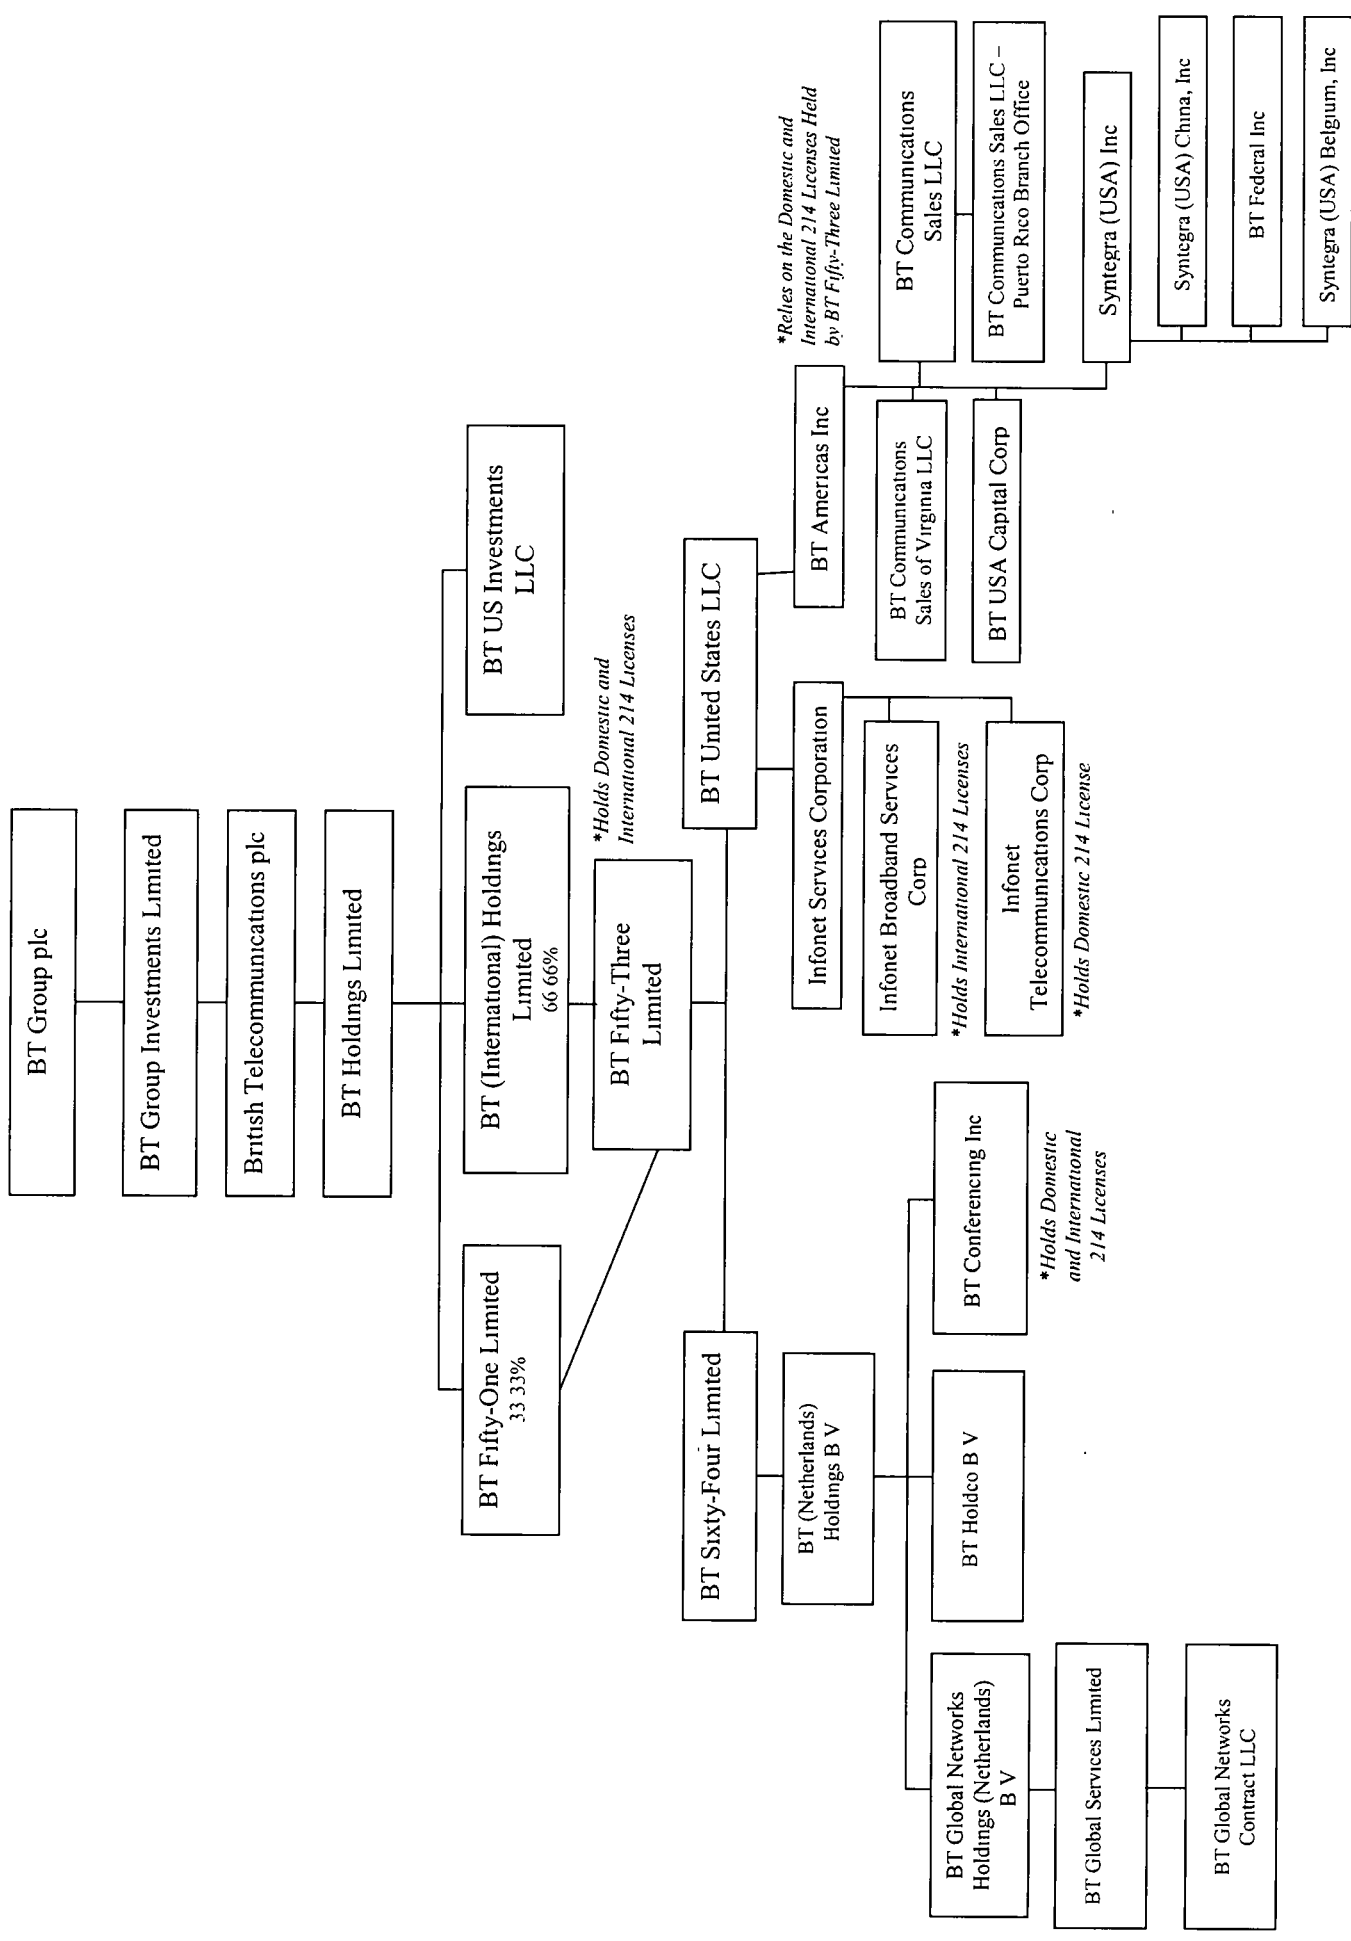 BT Group plc
BT Group Investments Limited
British Telecommunications plc
BT Holdings Limited
BT Fifty-One Limited
33 33%
BT (International) Holdings
Limited
66 66%
BT US Investments
LLC
BT Fifty-Three
Limited
*Holds Domestic and
International 214 Licenses
BT Sixty-Four Limited
BT United States LLC
BT (Netherlands)
Holdings B V
BT Global Networks
Holdings (Netherlands)
B V
BT Holdco B V
BT Conferencing Inc
*Holds Domestic
and International
214 Licenses
BT Global Services Limited
BT Global Networks
Contract LLC
Infonet Services Corporation
Infonet Broadband Services
Corp
*Holds International 214 Licenses
Infonet
Telecommunications Corp
*Holds Domestic 214 License
BT Americas Inc
*Relies on the Domestic and
International 214 Licenses Held
by BT Fifty-Three Limited
BT Communications
Sales of Virginia LLC
BT Communications
Sales LLC
BT USA Capital Corp
BT Communications Sales LLC –
Puerto Rico Branch Office
Syntegra (USA) Inc
Syntegra (USA) China, Inc
BT Federal Inc
Syntegra (USA) Belgium, Inc